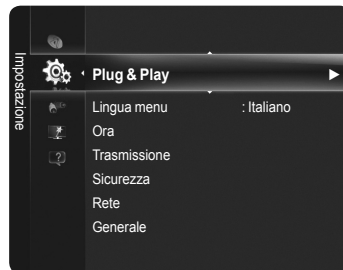 Impostazione
Plug & Play
Lingua menu : Italiano
Ora
Trasmissione
Sicurezza
Rete
Generale